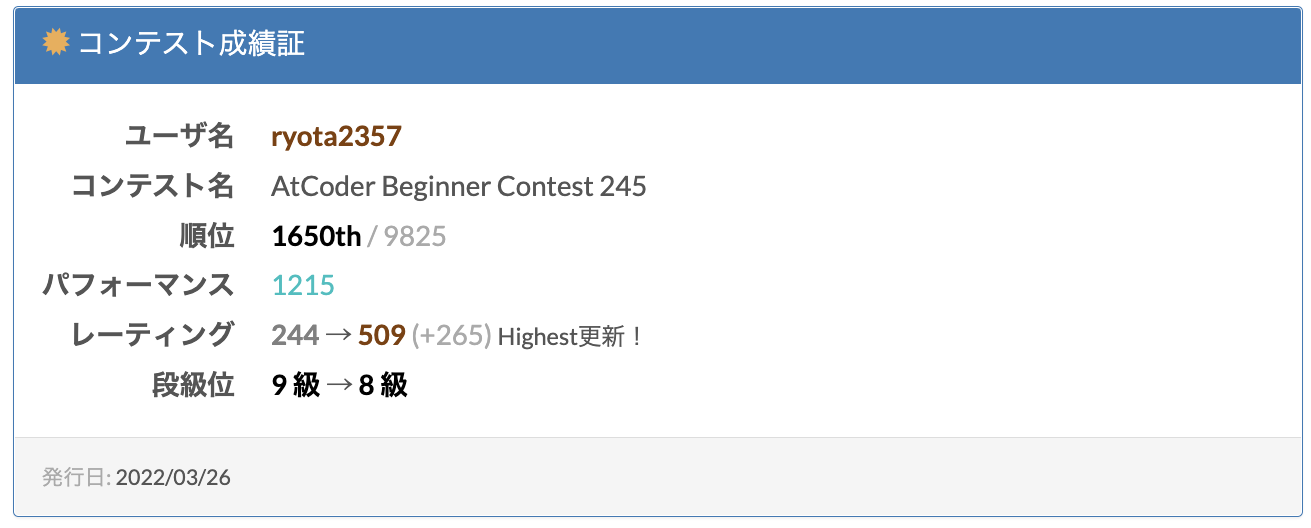 コンテスト成績証
ユーザ名 ryota2357
コンテスト名 AtCoder Beginner Contest 245
順位 1650th / 9825
パフォーマンス 1215
レーティング 244 → 509 (+265) Highest更新！
段級位 9 級 → 8 級
発行日: 2022/03/26